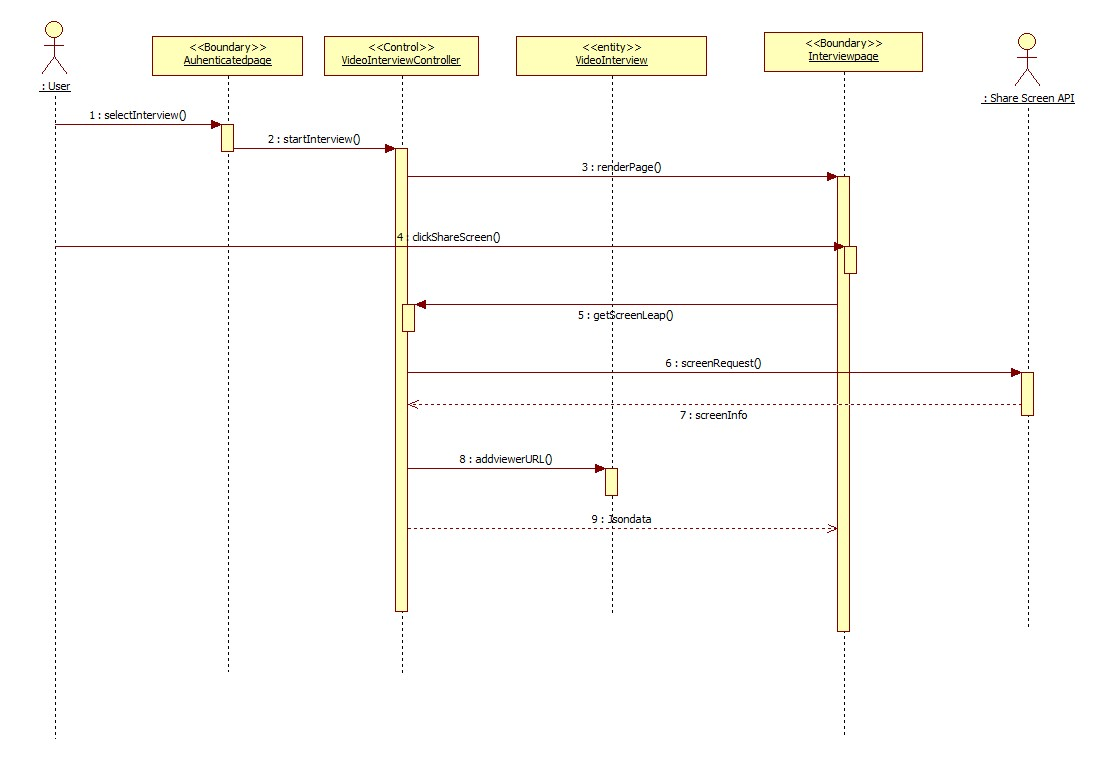 <<Boundary>>
Auhenticatedpage
<<Control>>
VideoInterviewController
<<entity>>
VideoInterview
<<Boundary>>
Interviewpage
: User
: Share Screen API
1 : selectInterview()
2 : startInterview()
3 : renderPage()
4 : clickShareScreen()
5 : getScreenLeap()
6 : screenRequest()
7 : screenInfo
8 : addviewerURL()
9 : Jsondata